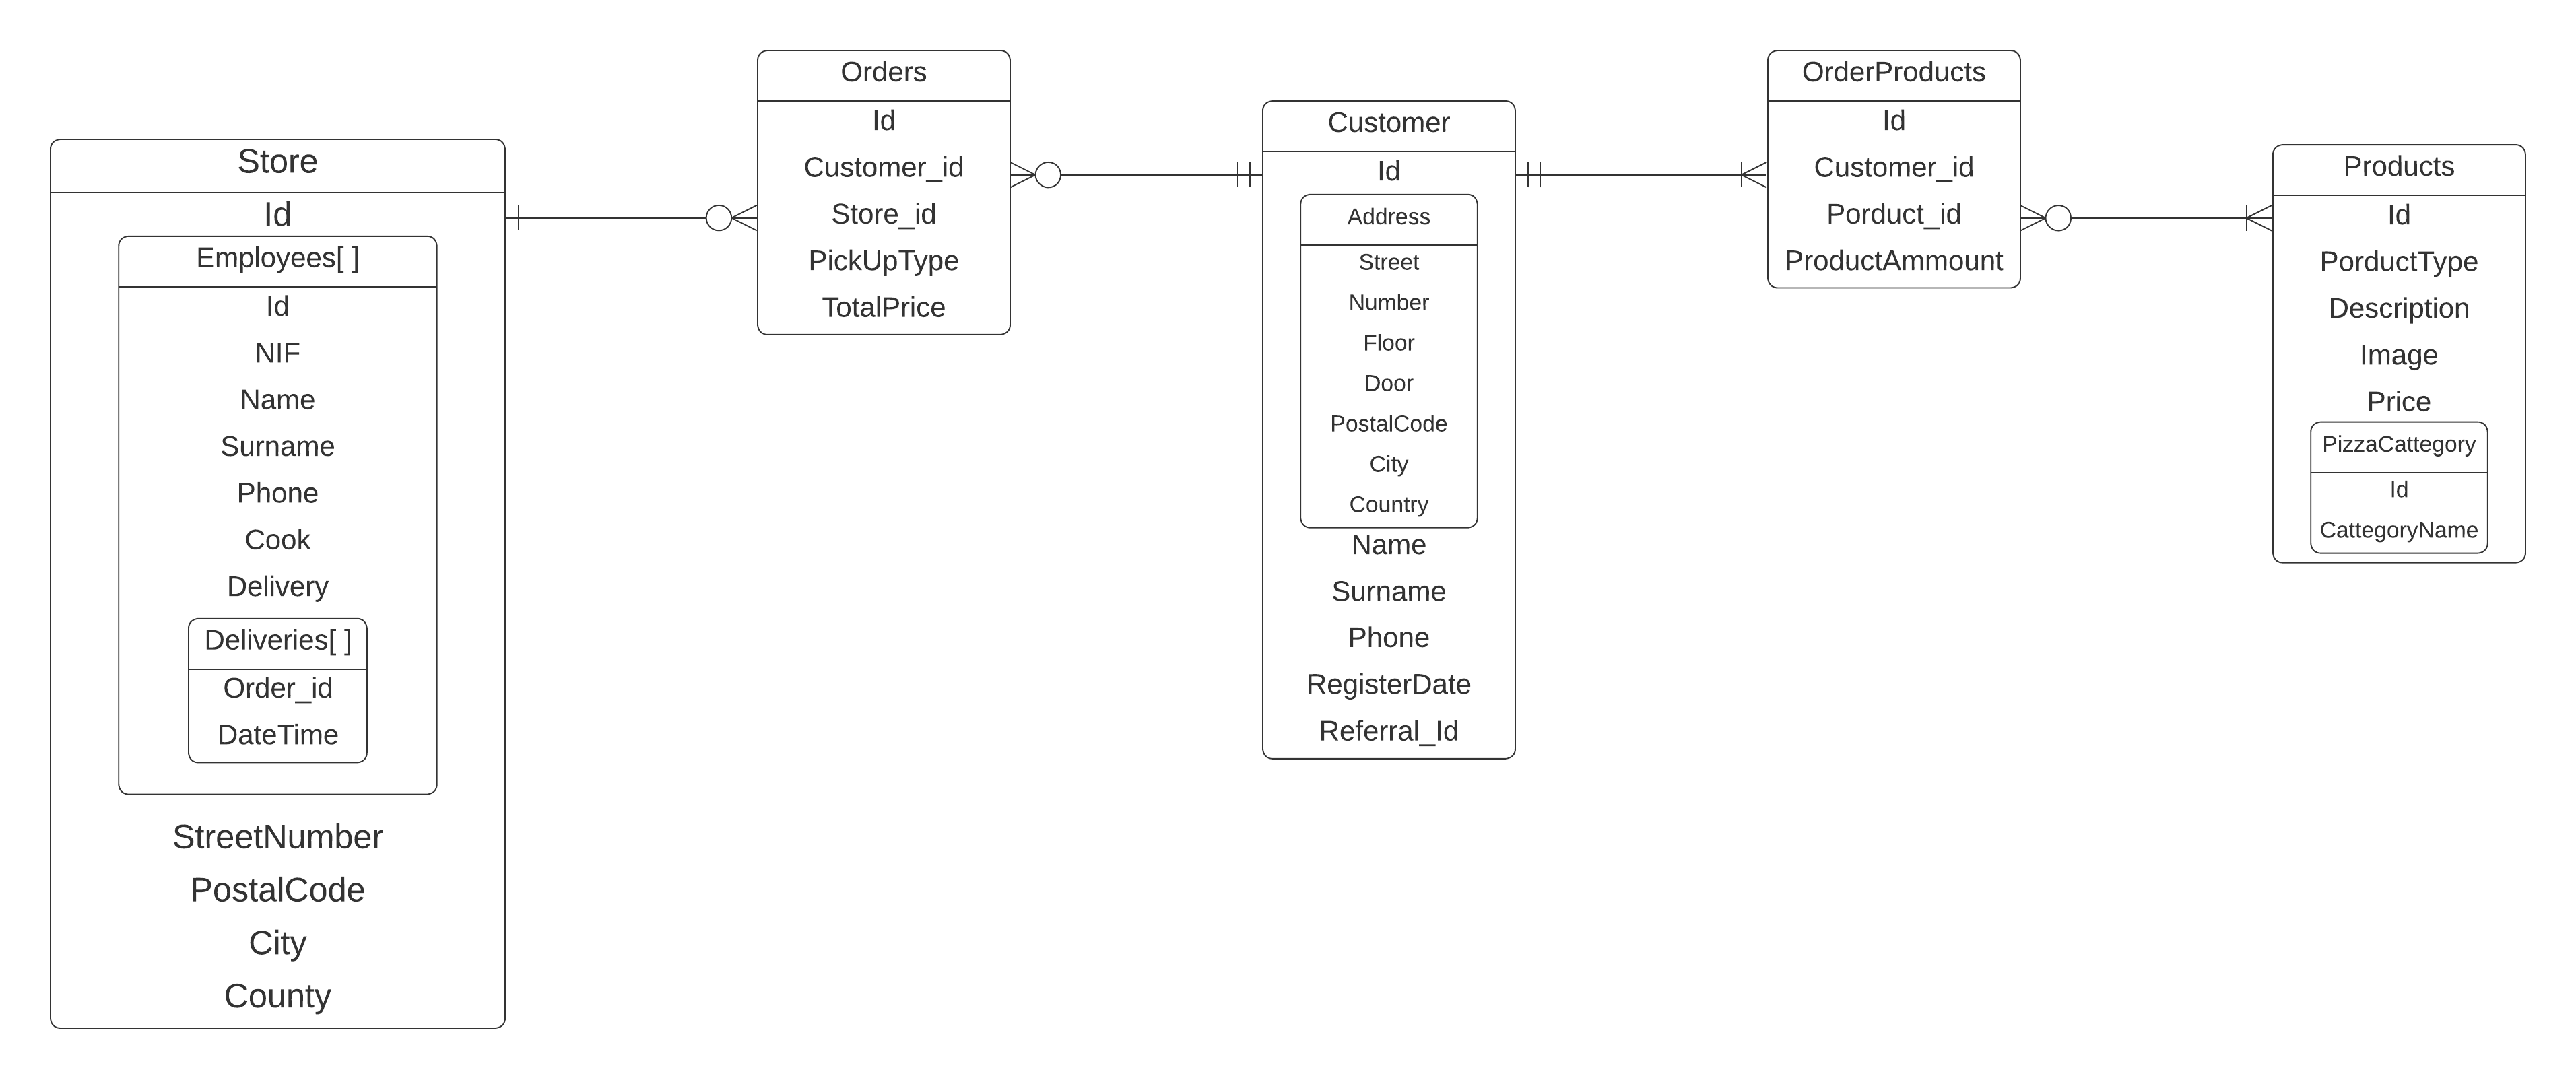 Store
Id
Employees[ ]
Id
NIF
Name
Surname
Phone
Cook
Delivery
Deliveries[ ]
Order_id
DateTime
StreetNumber
PostalCode
City
County
Orders
Id
Customer_id
Store_id
PickUpType
TotalPrice
Customer
Id
Address
Street
Number
Floor
Door
PostalCode
City
Country
Name
Surname
Phone
RegisterDate
Referral_Id
OrderProducts
Id
Customer_id
Porduct_id
ProductAmmount
Products
Id
PorductType
Description
Image
Price
PizzaCattegory
Id
CattegoryName